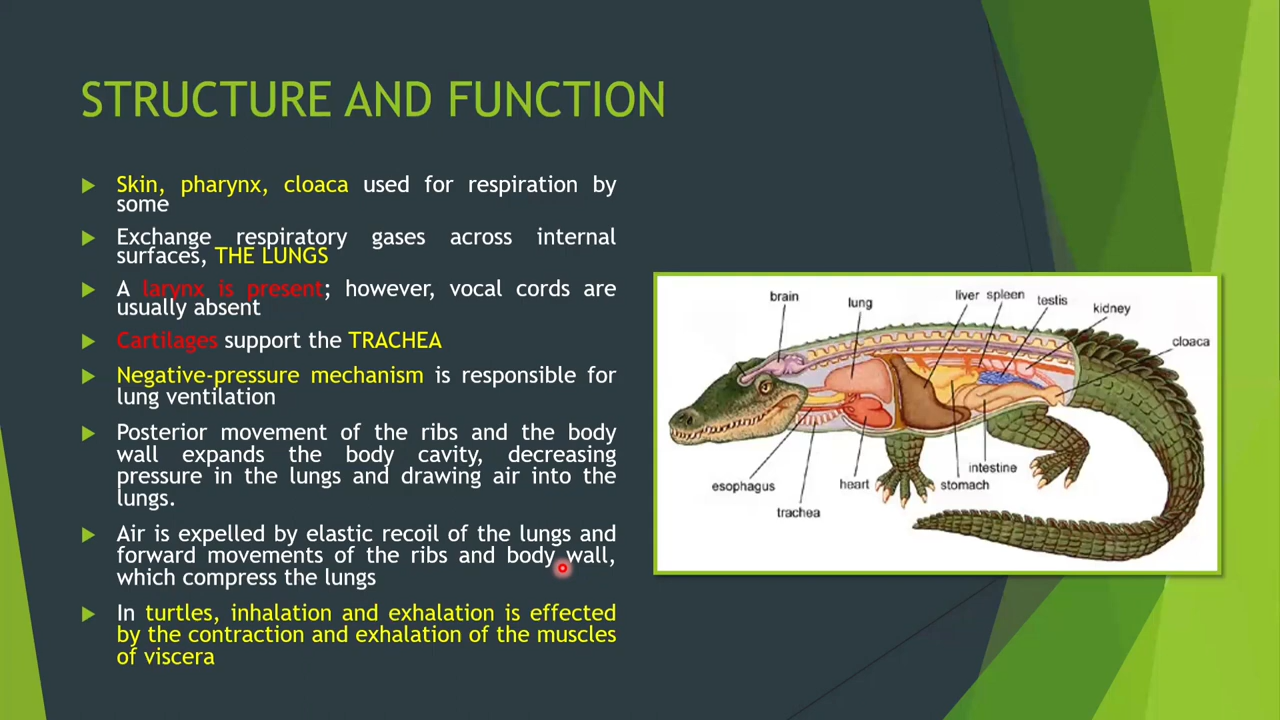 STRUCTURE AND FUNCTION
Skin, pharynx, cloaca used for respiration by
some
Exchange respiratory gases across internal
surfaces, THE LUNGS
A larynx is present; however, vocal cords are
usually absent
Cartilages support the TRACHEA
Negative-pressure mechanism is responsible for
lung ventilation
Posterior movement of the ribs and the body
wall expands the body cavity, decreasing
pressure in the lungs and drawing air into the
lungs.
Air is expelled by elastic recoil of the lungs and
forward movements of the ribs and body wall,
which compress the lungs
In turtles, inhalation and exhalation is effected
by the contraction and exhalation of the muscles
of viscera
brain
lung
liver
spleen
testis
kidney
cloaca
esophagus
trachea
heart
stomach
intestine